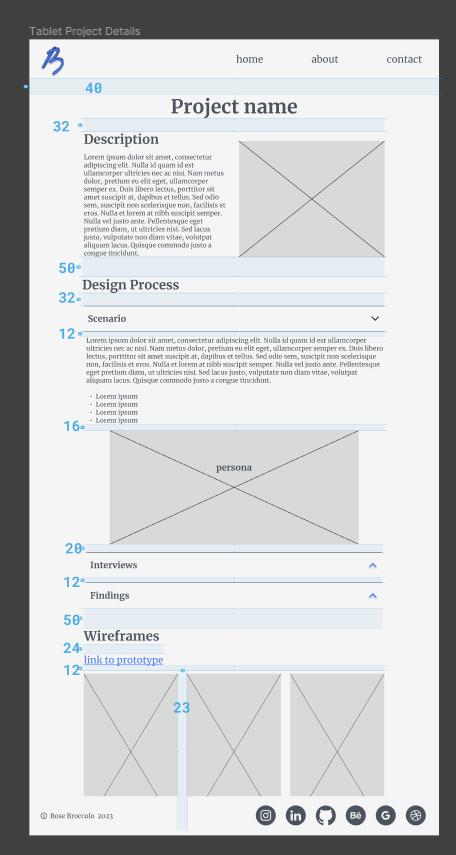 Tablet Project Details
B
home about contact
40
Project name
32
Description
Lorem ipsum dolor sit amet, consectetur
adipiscing elit. Nulla id quam id est
ullamcorper ultricies nec ac nisi. Nam metus
dolor, pretium eu elit eget, ullamcorper
semper ex. Duis libero lectus, porttitor sit
amet suscipit at, dapibus et tellus. Sed odio
sem, suscipit non scelerisque non, facilisis et
eros. Nulla et lorem at nibh suscipit semper.
Nulla vel justo ante. Pellentesque eget
pretium diam, ut ultricies nisi. Sed lacus
justo, vulputate non diam vitae, volutpat
aliquam lacus. Quisque commodo justo a
congue tincidunt.
50
Design Process
32
Scenario
12
Lorem ipsum dolor sit amet, consectetur adipiscing elit. Nulla id quam id est ullamcorper
ultricies nec ac nisi. Nam metus dolor, pretium eu elit eget, ullamcorper semper ex. Duis libero
lectus, porttitor sit amet suscipit at, dapibus et tellus. Sed odio sem, suscipit non scelerisque
non, facilisis et eros. Nulla et lorem at nibh suscipit semper. Nulla vel justo ante. Pellentesque
eget pretium diam, ut ultricies nisi. Sed lacus justo, vulputate non diam vitae, volutpat
aliquam lacus. Quisque commodo justo a congue tincidunt.
- Lorem ipsum
- Lorem ipsum
- Lorem ipsum
- Lorem ipsum
16
persona
20
Interviews
12
Findings
50
Wireframes
24
link to prototype
12
23
© Rose Broccolo 2023
in Bē G